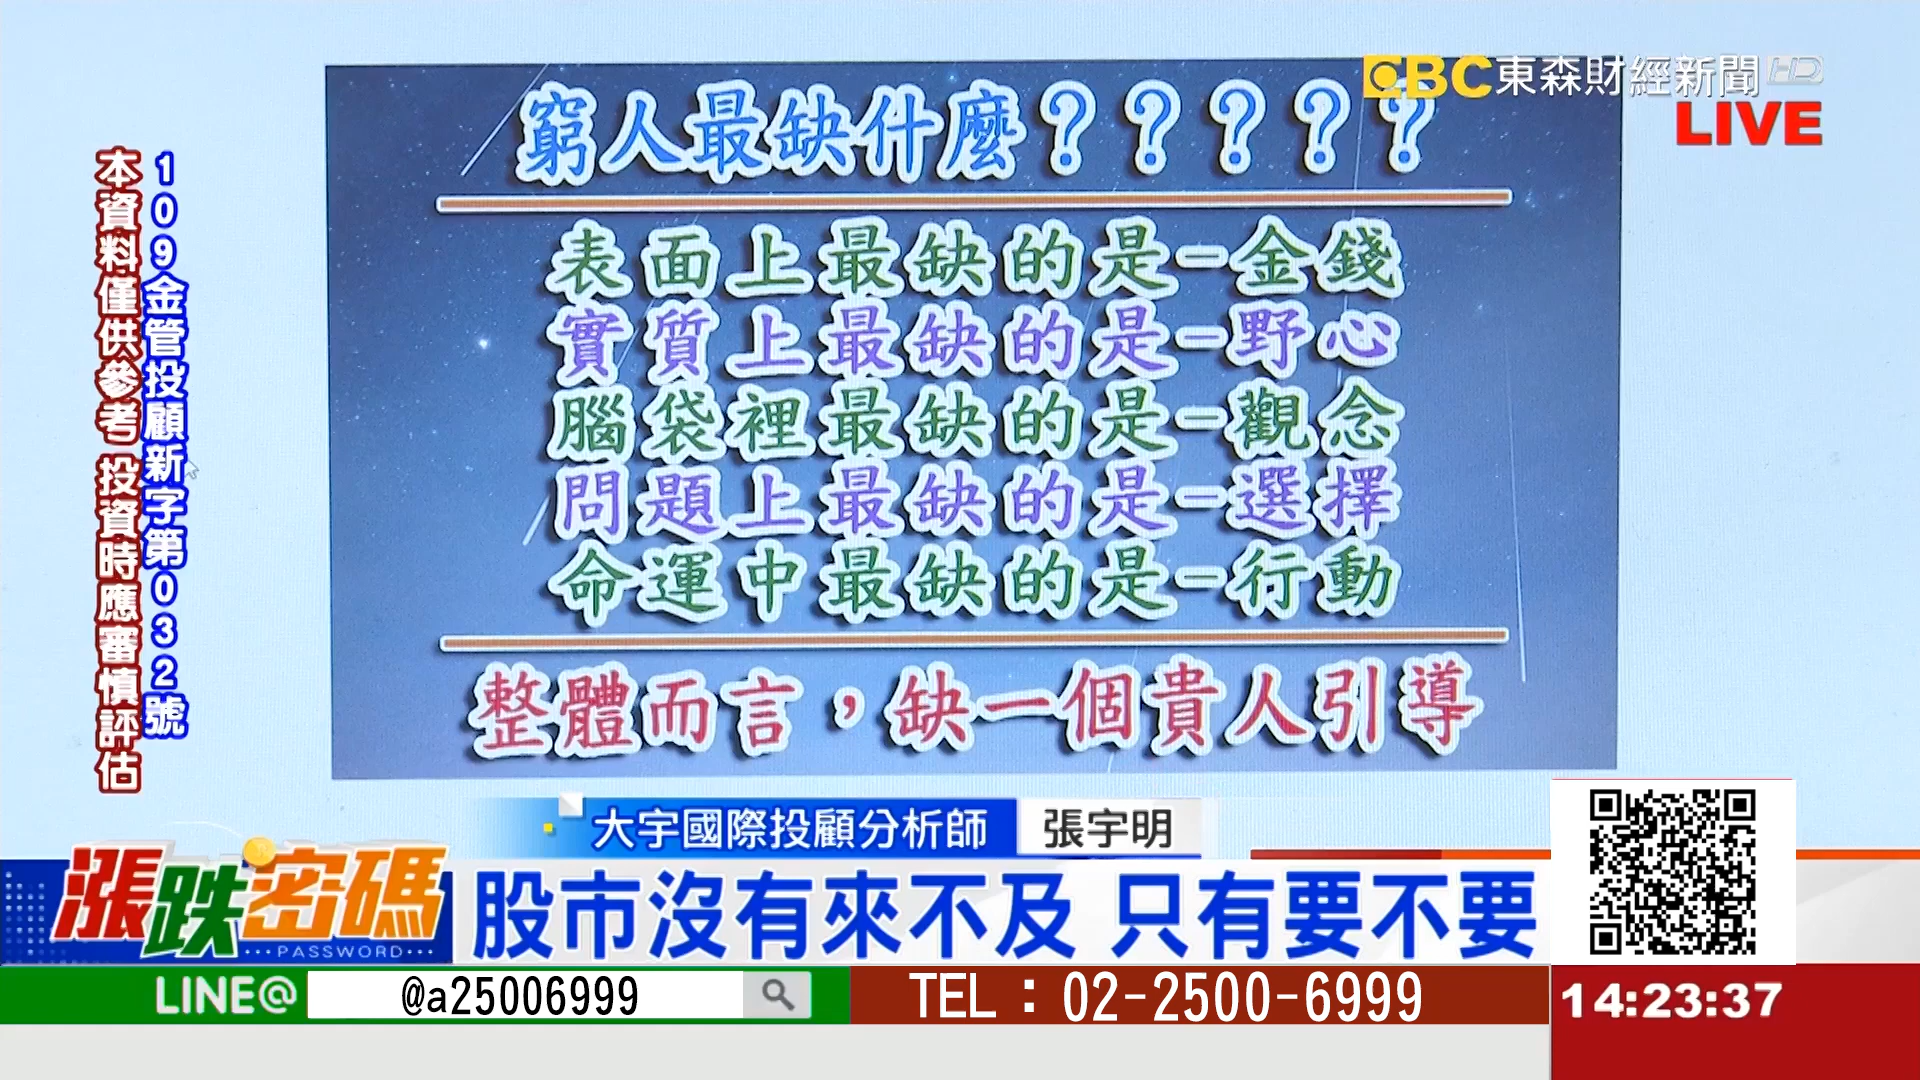 EBC東森財經新聞 HD
LIVE
109金管投顧新字第032號
本資料僅供參考 投資時應審慎評估
窮人最缺什麼?????
表面上最缺的是-金錢
實質上最缺的是-野心
腦袋裡最缺的是-觀念
問題上最缺的是-選擇
命運中最缺的是-行動
整體而言，缺一個貴人引導
大宇國際投顧分析師 張宇明
漲跌密碼
PASSWORD
股市沒有來不及 只有要不要
LINE@ @a25006999
TEL：02-2500-6999
14:23:37